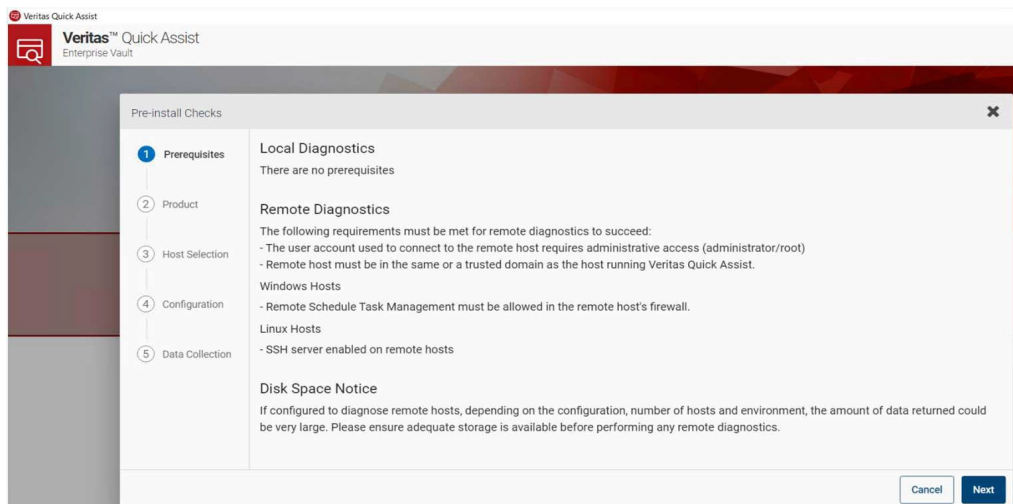 Veritas Quick Assist
Veritas™ Quick Assist
Enterprise Vault
Pre-install Checks
1 Prerequisites
2 Product
3 Host Selection
4 Configuration
5 Data Collection
Local Diagnostics
There are no prerequisites
Remote Diagnostics
The following requirements must be met for remote diagnostics to succeed:
- The user account used to connect to the remote host requires administrative access (administrator/root)
- Remote host must be in the same or a trusted domain as the host running Veritas Quick Assist.
Windows Hosts
- Remote Schedule Task Management must be allowed in the remote host's firewall.
Linux Hosts
- SSH server enabled on remote hosts
Disk Space Notice
If configured to diagnose remote hosts, depending on the configuration, number of hosts and environment, the amount of data returned could
be very large. Please ensure adequate storage is available before performing any remote diagnostics.
Cancel
Next